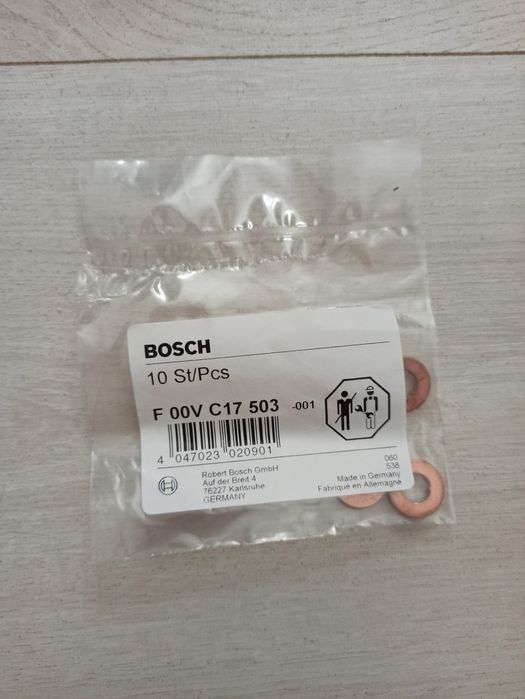 BOSCH
10 St/Pcs
F 00V C17 503 -001
4 047023 020901
Robert Bosch GmbH
Auf der Breit 4
76227 Karlsruhe
GERMANY
060
538
Made in Germany
Fabriqué en Allemagne